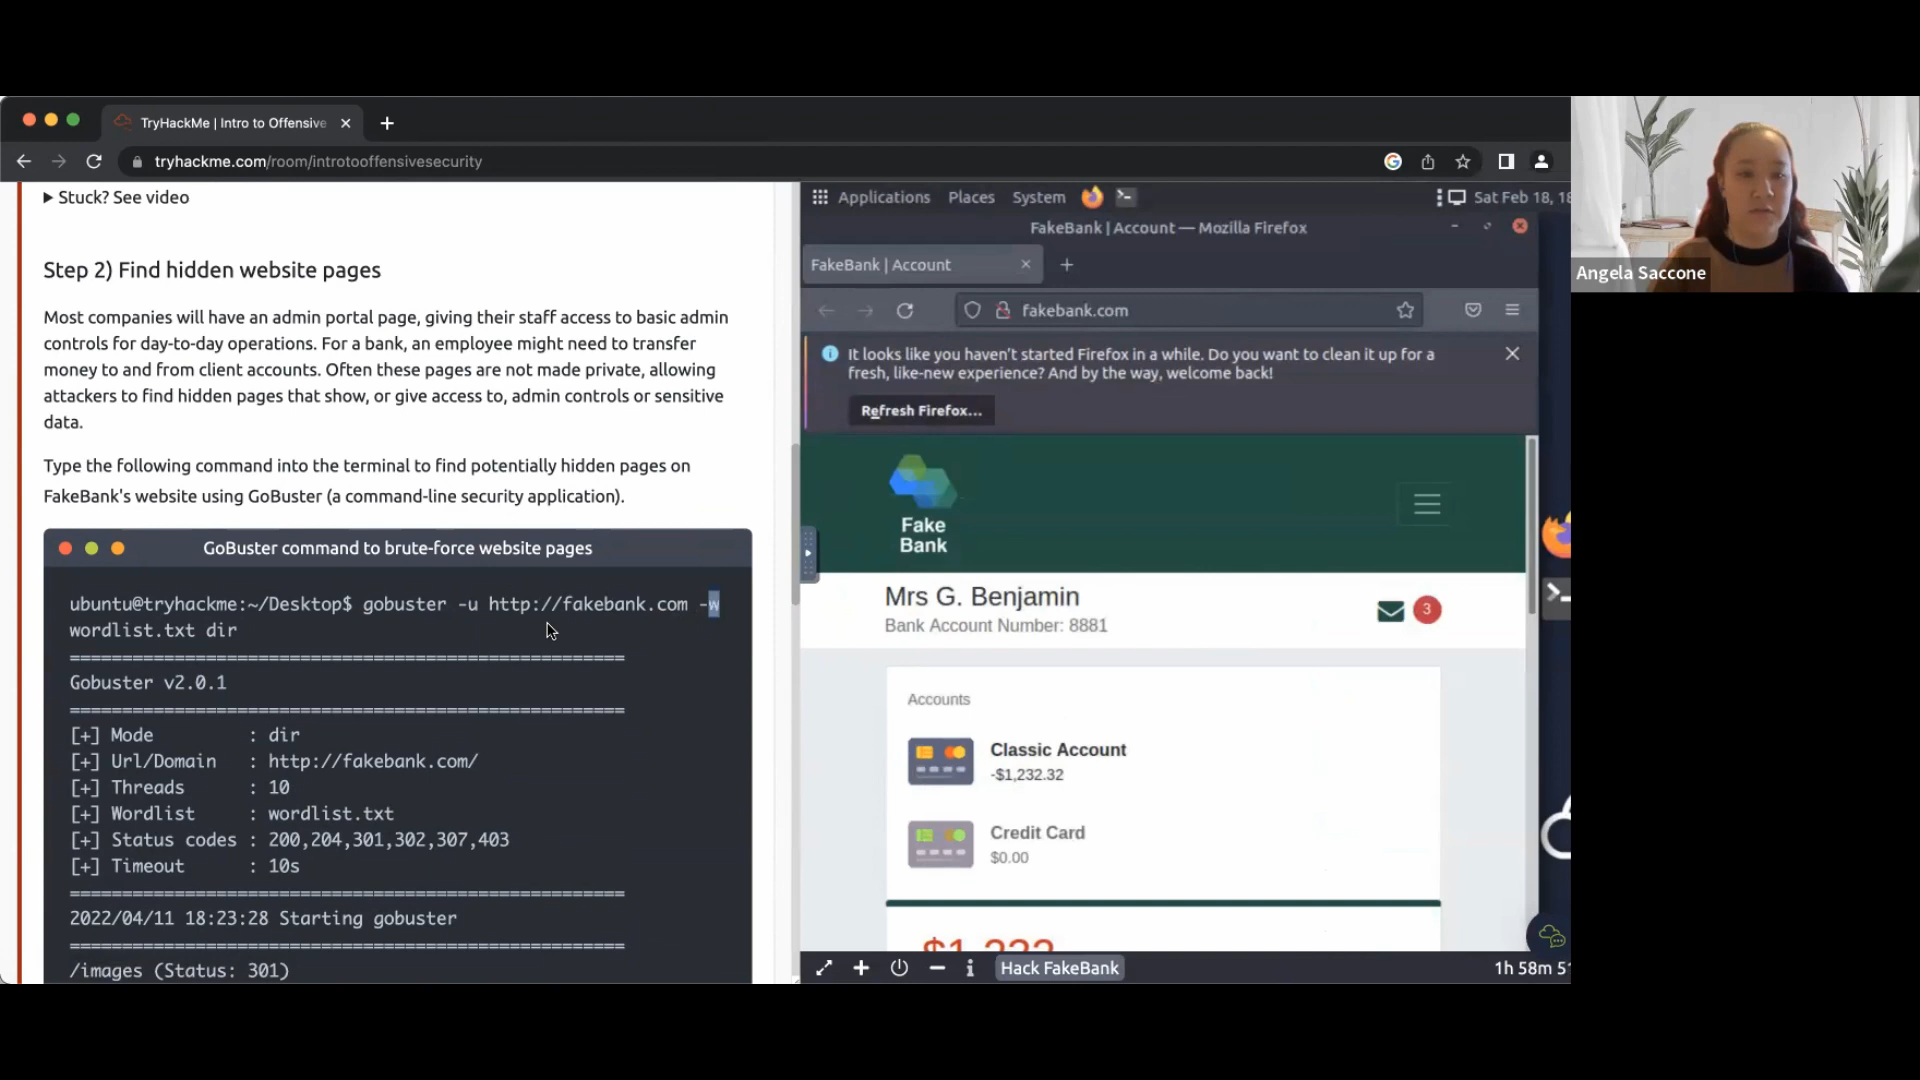 TryHackMe | Intro to Offensive
tryhackme.com/room/introtooffensivesecurity
Stuck? See video
Step 2) Find hidden website pages
Most companies will have an admin portal page, giving their staff access to basic admin
controls for day-to-day operations. For a bank, an employee might need to transfer
money to and from client accounts. Often these pages are not made private, allowing
attackers to find hidden pages that show, or give access to, admin controls or sensitive
data.
Type the following command into the terminal to find potentially hidden pages on
FakeBank's website using GoBuster (a command-line security application).
GoBuster command to brute-force website pages
ubuntu@tryhackme:~/Desktop$ gobuster -u http://fakebank.com -w
wordlist.txt dir
=====================================================
Gobuster v2.0.1
=====================================================
[+] Mode         : dir
[+] Url/Domain   : http://fakebank.com/
[+] Threads      : 10
[+] Wordlist     : wordlist.txt
[+] Status codes : 200,204,301,302,307,403
[+] Timeout      : 10s
=====================================================
2022/04/11 18:23:28 Starting gobuster
=====================================================
/images (Status: 301)
Applications Places System
Sat Feb 18, 18
FakeBank | Account — Mozilla Firefox
FakeBank | Account
fakebank.com
It looks like you haven't started Firefox in a while. Do you want to clean it up for a
fresh, like-new experience? And by the way, welcome back!
Refresh Firefox...
Fake
Bank
Mrs G. Benjamin
3
Bank Account Number: 8881
Accounts
Classic Account
-$1,232.32
Credit Card
$0.00
Hack FakeBank
1h 58m 5
Angela Saccone